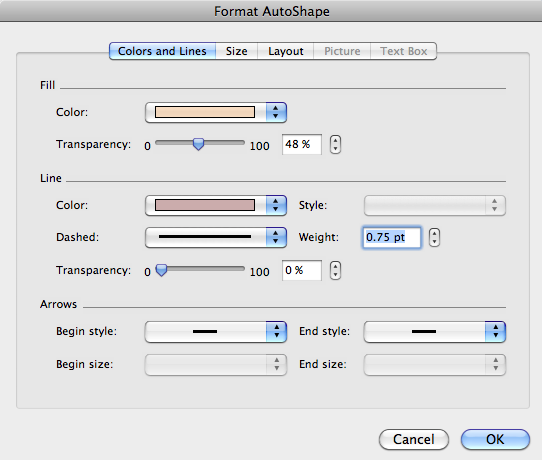 Format AutoShape
Colors and Lines Size Layout Picture Text Box
Fill
Color:
Transparency: 0 100 48 %
Line
Color: Style:
Dashed: Weight: 0.75 pt
Transparency: 0 100 0 %
Arrows
Begin style: End style:
Begin size: End size:
Cancel OK